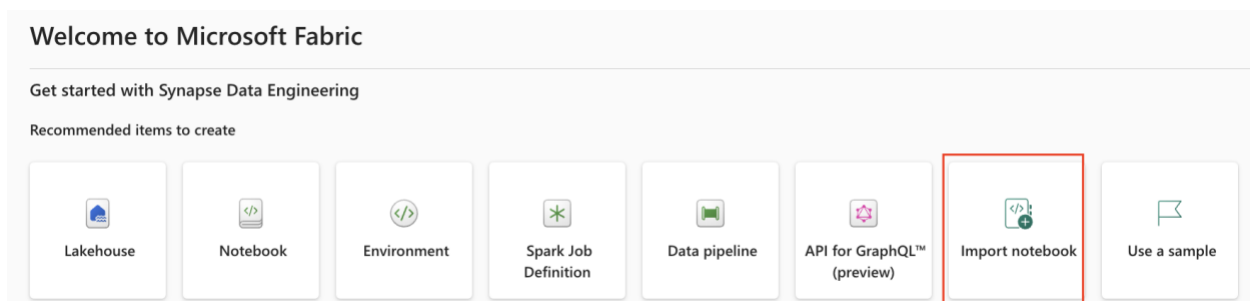 Welcome to Microsoft Fabric
Get started with Synapse Data Engineering
Recommended items to create
Lakehouse
Notebook
Environment
Spark Job
Definition
Data pipeline
API for GraphQL™
(preview)
Import notebook
Use a sample